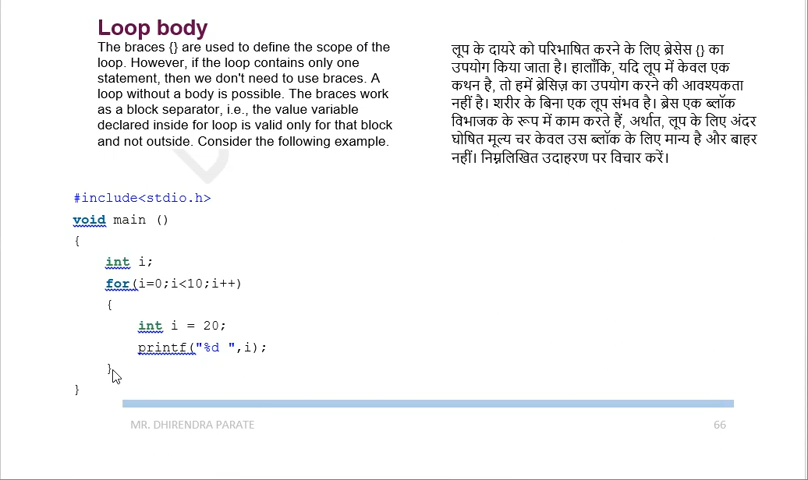 Loop body
The braces {} are used to define the scope of the
loop. However, if the loop contains only one
statement, then we don't need to use braces. A
loop without a body is possible. The braces work
as a block separator, i.e., the value variable
declared inside for loop is valid only for that block
and not outside. Consider the following example.
लूप के दायरे को परिभाषित करने के लिए ब्रेसेस {} का
उपयोग किया जाता है। हालाँकि, यदि लूप में केवल एक
कथन है, तो हमें ब्रेसिज़ का उपयोग करने की आवश्यकता
नहीं है। शरीर के बिना एक लूप संभव है। ब्रेस एक ब्लॉक
विभाजक के रूप में काम करते हैं, अर्थात, लूप के लिए अंदर
घोषित मूल्य चर केवल उस ब्लॉक के लिए मान्य है और बाहर
नहीं। निम्नलिखित उदाहरण पर विचार करें।
#include<stdio.h>
void main ()
{
int i;
for(i=0;i<10;i++)
{
int i = 20;
printf("%d ",i);
}
}
MR. DHIRENDRA PARATE
66